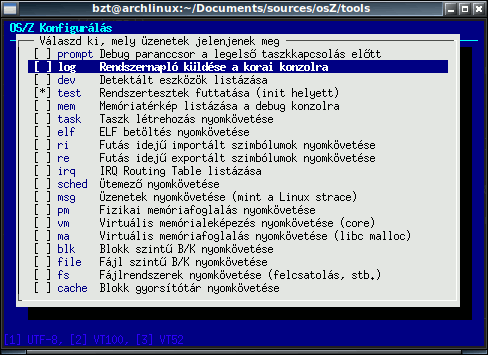 bzt@archlinux:~/Documents/sources/osZ/tools
OS/Z Konfigurálás
Válaszd ki, mely üzenetek jelenjenek meg
[ ] prompt Debug paranccsor a legelső taszkkapcsolás előtt
[ ] log Rendszernapló küldése a korai konzolra
[ ] dev Detektált eszközök listázása
[*] test Rendszertesztek futtatása (init helyett)
[ ] mem Memóriatérkép listázása a debug konzolra
[ ] task Taszk létrehozás nyomkövetése
[ ] elf ELF betöltés nyomkövetése
[ ] ri Futás idejű importált szimbólumok nyomkövetése
[ ] re Futás idejű exportált szimbólumok nyomkövetése
[ ] irq IRQ Routing Table listázása
[ ] sched Ütemező nyomkövetése
[ ] msg Üzenetek nyomkövetése (mint a Linux strace)
[ ] pm Fizikai memóriafoglalás nyomkövetése
[ ] vm Virtuális memórialeképezés nyomkövetése (core)
[ ] ma Virtuális memóriafoglalás nyomkövetése (libc malloc)
[ ] blk Blokk szintű B/K nyomkövetése
[ ] file Fájl szintű B/K nyomkövetése
[ ] fs Fájlrendszerek nyomkövetése (felcsatolás, stb.)
[ ] cache Blokk gyorsítótár nyomkövetése
[1] UTF-8, [2] VT100, [3] VT52